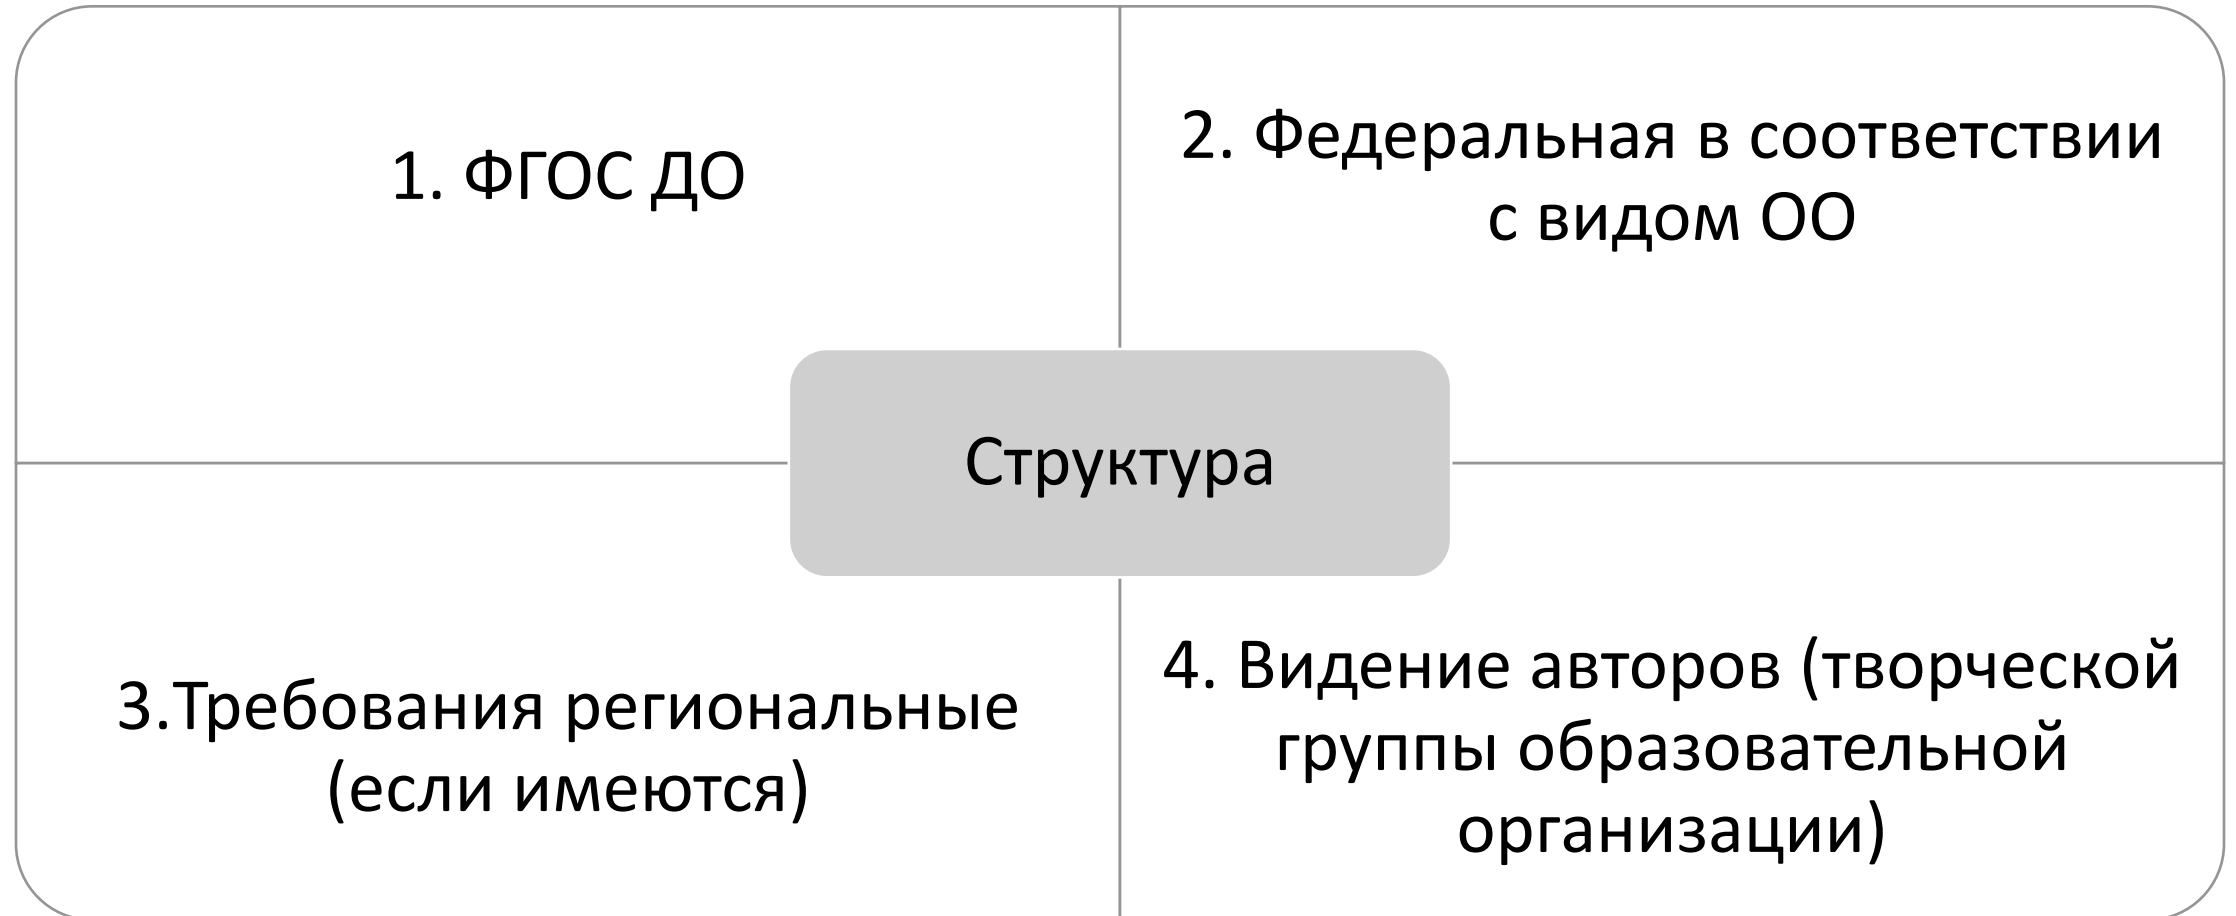 1. ФГОС ДО
2. Федеральная в соответствии
с видом ОО
Структура
3.Требования региональные
(если имеются)
4. Видение авторов (творческой
группы образовательной
организации)